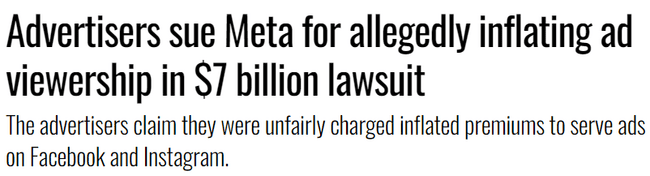 Advertisers sue Meta for allegedly inflating ad
viewership in $7 billion lawsuit
The advertisers claim they were unfairly charged inflated premiums to serve ads
on Facebook and Instagram.